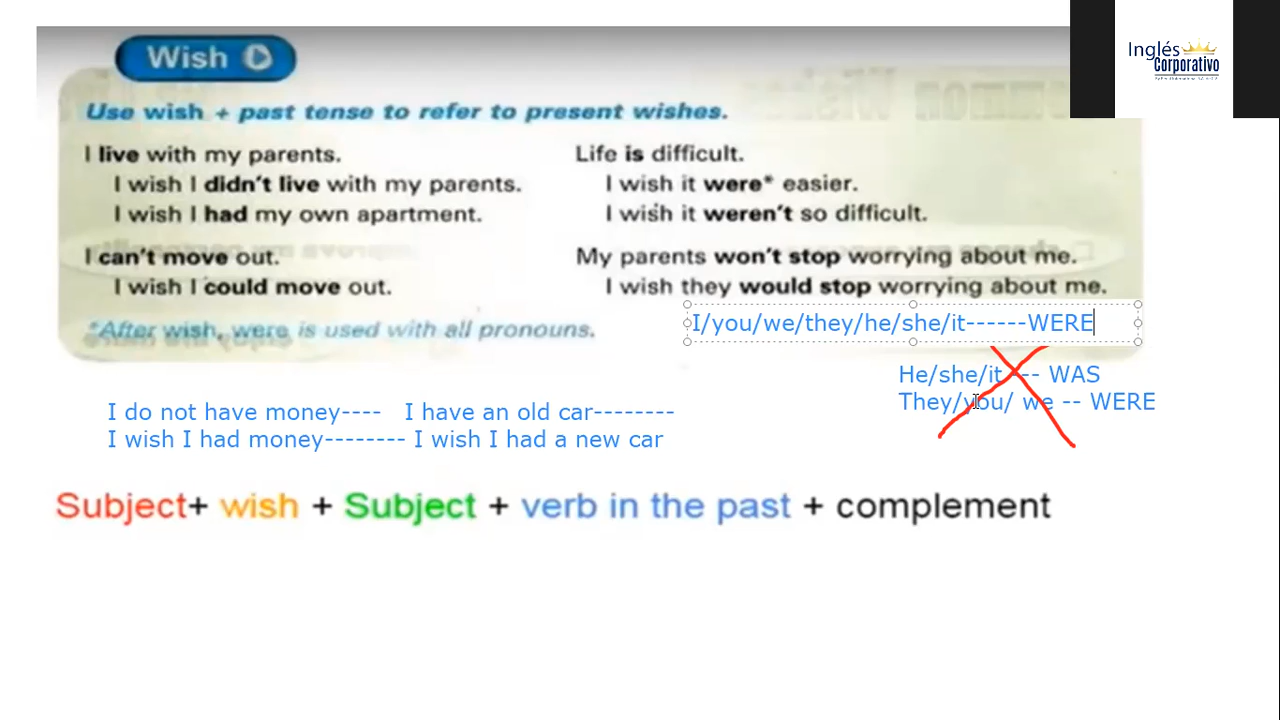 Wish
Inglés
Corporativo
Use wish + past tense to refer to present wishes.
I live with my parents.
I wish I didn't live with my parents.
I wish I had my own apartment.
I can't move out.
I wish I could move out.
Life is difficult.
I wish it were* easier.
I wish it weren't so difficult.
My parents won't stop worrying about me.
I wish they would stop worrying about me.
*After wish, were is used with all pronouns.
I/you/we/they/he/she/it------WERE
He/she/it --- WAS
They/you/ we -- WERE
I do not have money---- I have an old car--------
I wish I had money-------- I wish I had a new car
Subject+ wish + Subject + verb in the past + complement